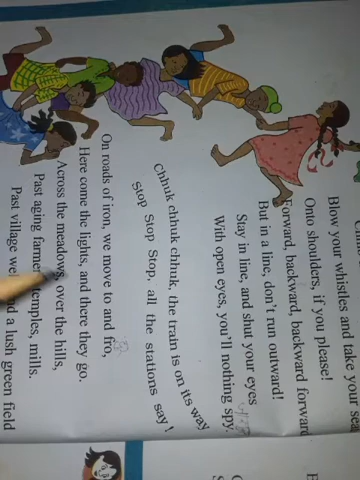 Blow your whistles and take your sea
Onto shoulders, if you please!
Forward, backward, backward forward
But in a line, don't run outward!
Stay in line, and shut your eyes
With open eyes, you'll nothing spy.
Chhuk chhuk chhuk, the train is on its way
Stop Stop Stop, all the stations say!
On roads of iron, we move to and fro,
Here come the lights, and there they go.
Across the meadows, over the hills,
Past aging farmer temples, mills.
Past village we d a lush green field